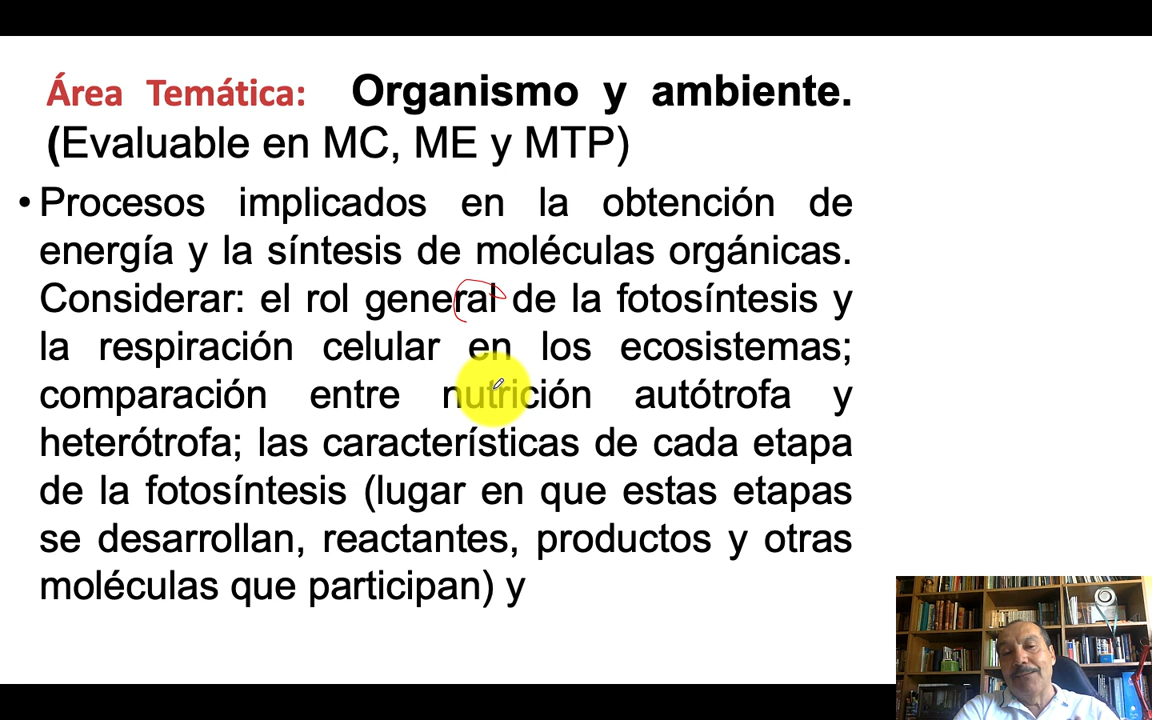 Área Temática: Organismo y ambiente.
(Evaluable en MC, ME y MTP)
• Procesos implicados en la obtención de
energía y la síntesis de moléculas orgánicas.
Considerar: el rol general de la fotosíntesis y
la respiración celular en los ecosistemas;
comparación entre nutrición autótrofa y
heterótrofa; las características de cada etapa
de la fotosíntesis (lugar en que estas etapas
se desarrollan, reactantes, productos y otras
moléculas que participan) y